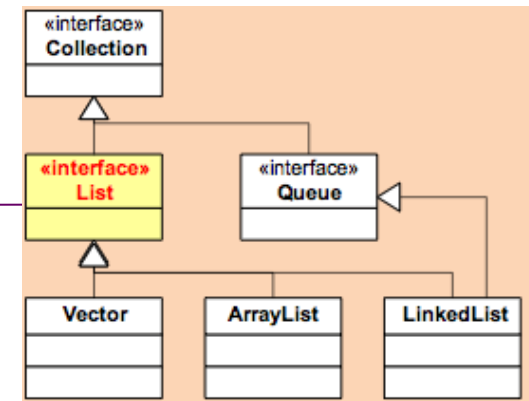 «interface»
Collection
«interface»
List
«interface»
Queue
Vector
ArrayList
LinkedList